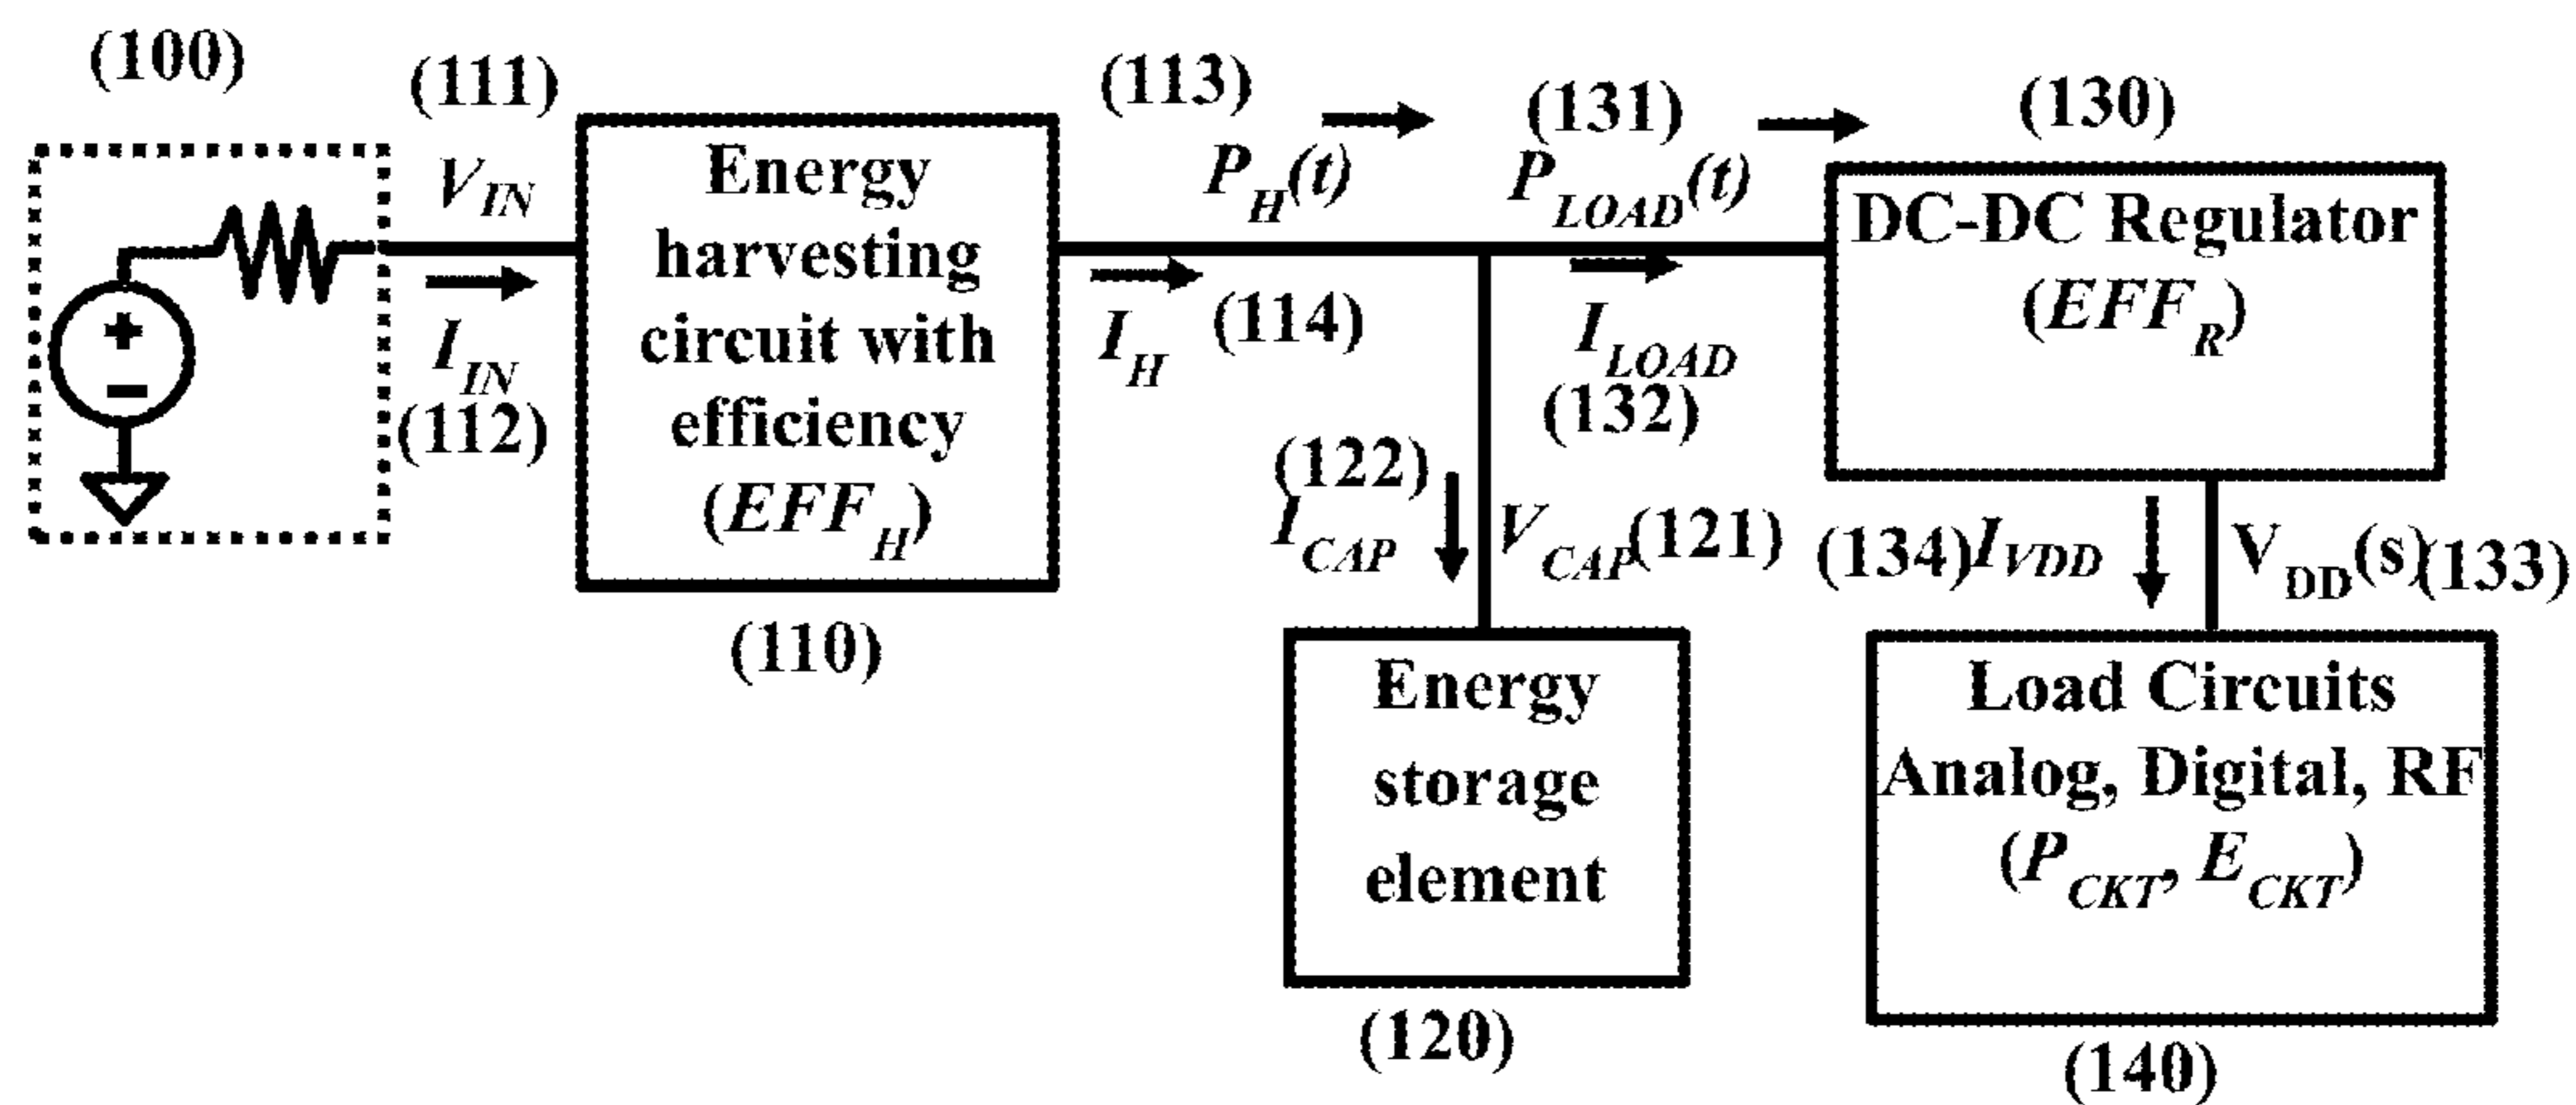 (100)
(111)
V_IN
I_IN
(112)
+
−
Energy
harvesting
circuit with
efficiency
(EFF_H)
(110)
(113)
P_H(t)
I_H
(114)
(131)
P_LOAD(t)
I_LOAD
(132)
(122)
I_CAP
V_CAP(121)
Energy
storage
element
(120)
(130)
DC-DC Regulator
(EFF_R)
(134)I_VDD
V_DD(s)(133)
Load Circuits
Analog, Digital, RF
(P_CKT, E_CKT)
(140)